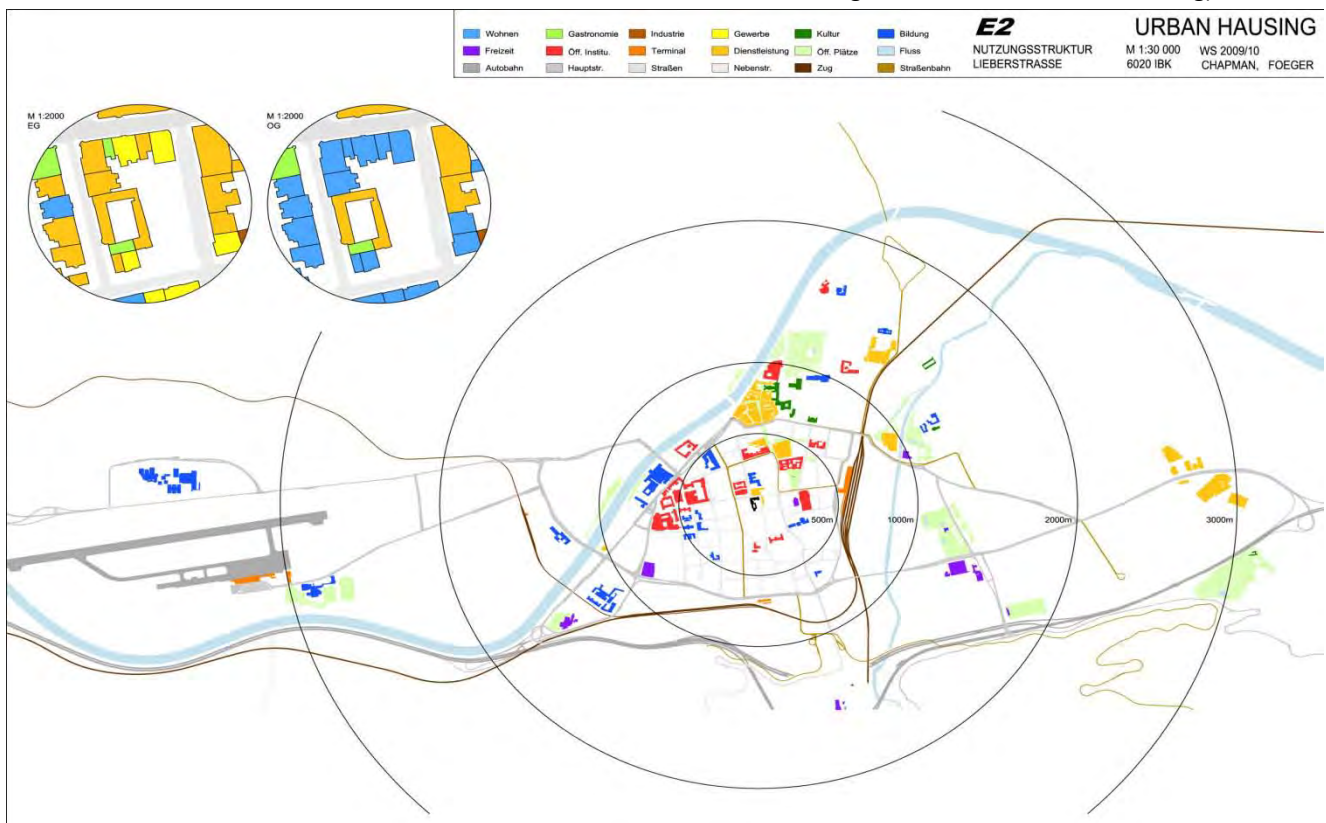 Wohnen Gastronomie Industrie Gewerbe Kultur Bildung
Freizeit Öff. Institu. Terminal Dienstleistung Öff. Plätze Fluss
Autobahn Hauptstr. Straßen Nebenstr. Zug Straßenbahn
E2 URBAN HAUSING
NUTZUNGSSTRUKTUR M 1:30 000 WS 2009/10
LIEBERSTRASSE 6020 IBK CHAPMAN, FOEGER
M 1:2000
EG
M 1:2000
OG
500m 1000m 2000m 3000m